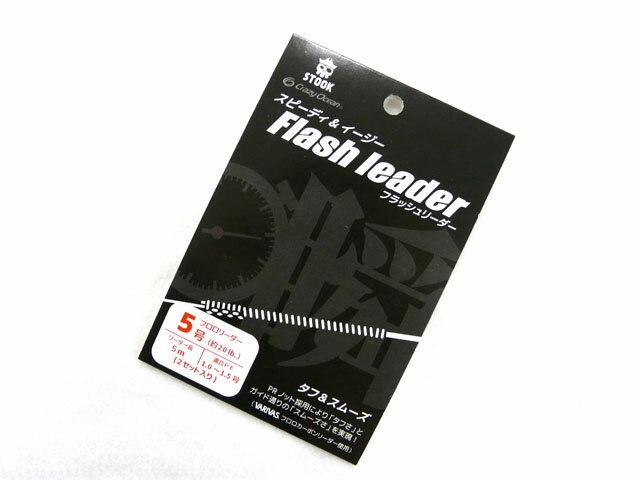 STOOK
Crazy Ocean
スピーディ&イージー
Flash leader
フラッシュリーダー
瞬
フロロリーダー
5号(約20lb.)
リーダー長
5m
(2セット入り)
適合PE
1.0~1.5号
タフ&スムーズ
PRノット採用により「タフさ」と
ガイド通りの「スムーズさ」を実現!
(VARIVAS フロロカーボンリーダー使用)